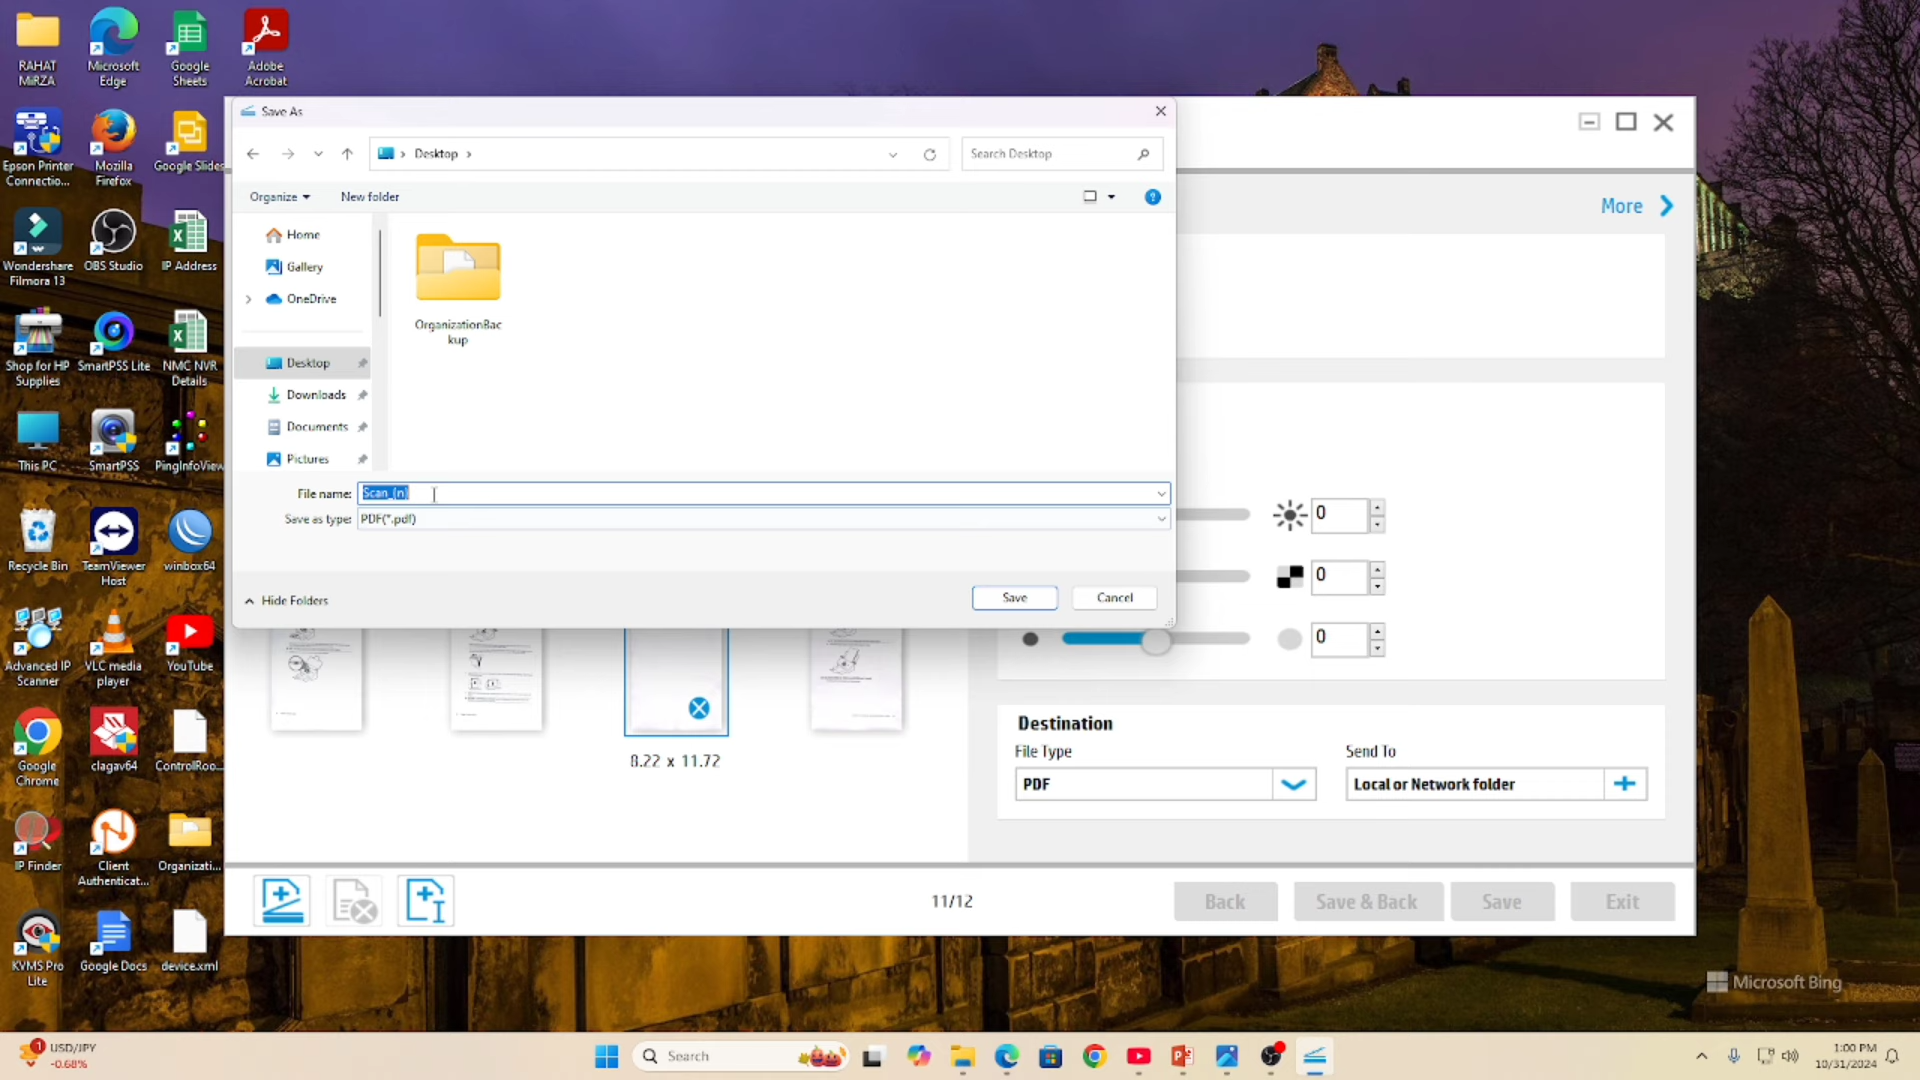 RAHAT
MiRZA
Microsoft
Edge
Google
Sheets
Adobe
Acrobat
Epson Printer
Connectio...
Mozilla
Firefox
Google Slides
Wondershare
Filmora 13
OBS Studio
IP Address
Shop for HP
Supplies
SmartPSS Lite
NMC NVR
Details
This PC
SmartPSS
PingInfoView
Recycle Bin
TeamViewer
Host
winbox64
Advanced IP
Scanner
VLC media
player
YouTube
Google
Chrome
clagav64
ControlRoo...
IP Finder
Client
Authenticat...
Organizati...
KVMS Pro
Lite
Google Docs
device.xml
Save As
Desktop
Search Desktop
Organize
New folder
Home
Gallery
OneDrive
Desktop
Downloads
Documents
Pictures
OrganizationBac
kup
File name: Scan_(n)
Save as type: PDF(*.pdf)
Hide Folders
Save
Cancel
More
0
0
0
8.22 x 11.72
Destination
File Type
Send To
PDF
Local or Network folder
11/12
Back
Save & Back
Save
Exit
Microsoft Bing
1
USD/JPY
-0.68%
Search
1:00 PM
10/31/2024